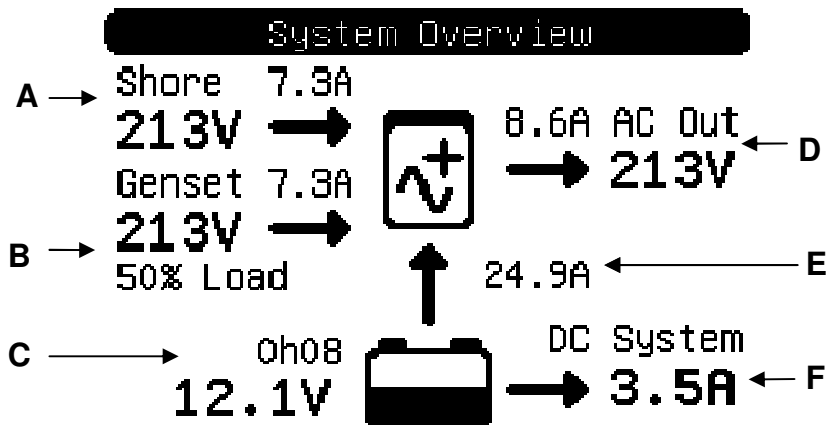 System Overview
A
Shore 7.3A
213V
8.6A AC Out
213V
D
Genset 7.3A
213V
B
50% Load
24.9A
E
C
0h08
12.1V
DC System
3.5A
F